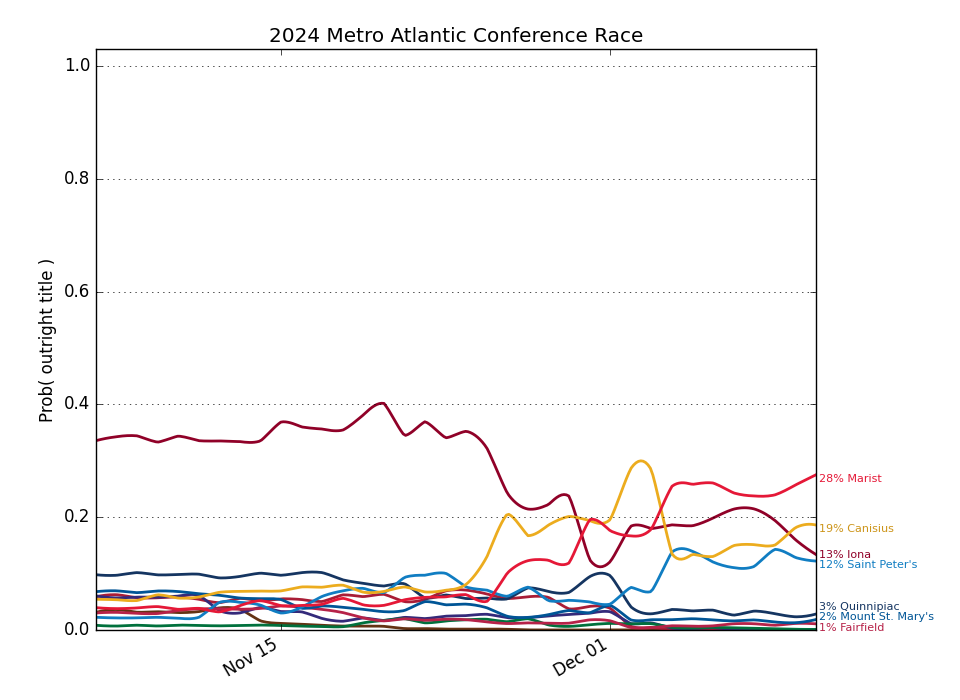 2024 Metro Atlantic Conference Race
1.0
0.8
0.6
0.4
0.2
0.0
Prob( outright title )
Nov 15
Dec 01
28% Marist
19% Canisius
13% Iona
12% Saint Peter's
3% Quinnipiac
2% Mount St. Mary's
1% Fairfield